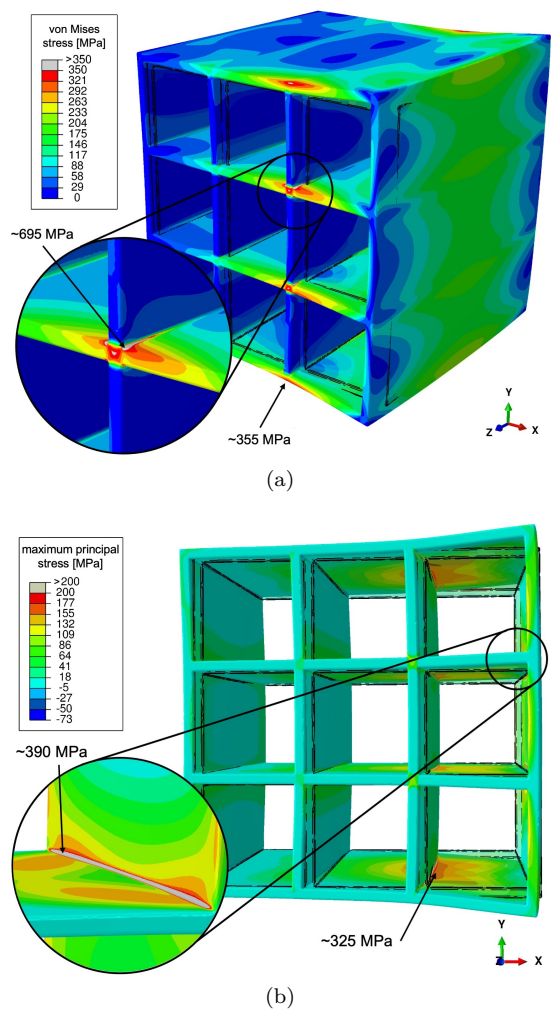 von Mises
stress [MPa]
>350
350
321
292
263
233
204
175
146
117
88
58
29
0
~695 MPa
~355 MPa
Y
Z
X
(a)
maximum principal
stress [MPa]
>200
200
177
155
132
109
86
64
41
18
-5
-27
-50
-73
~390 MPa
~325 MPa
Y
Z
X
(b)